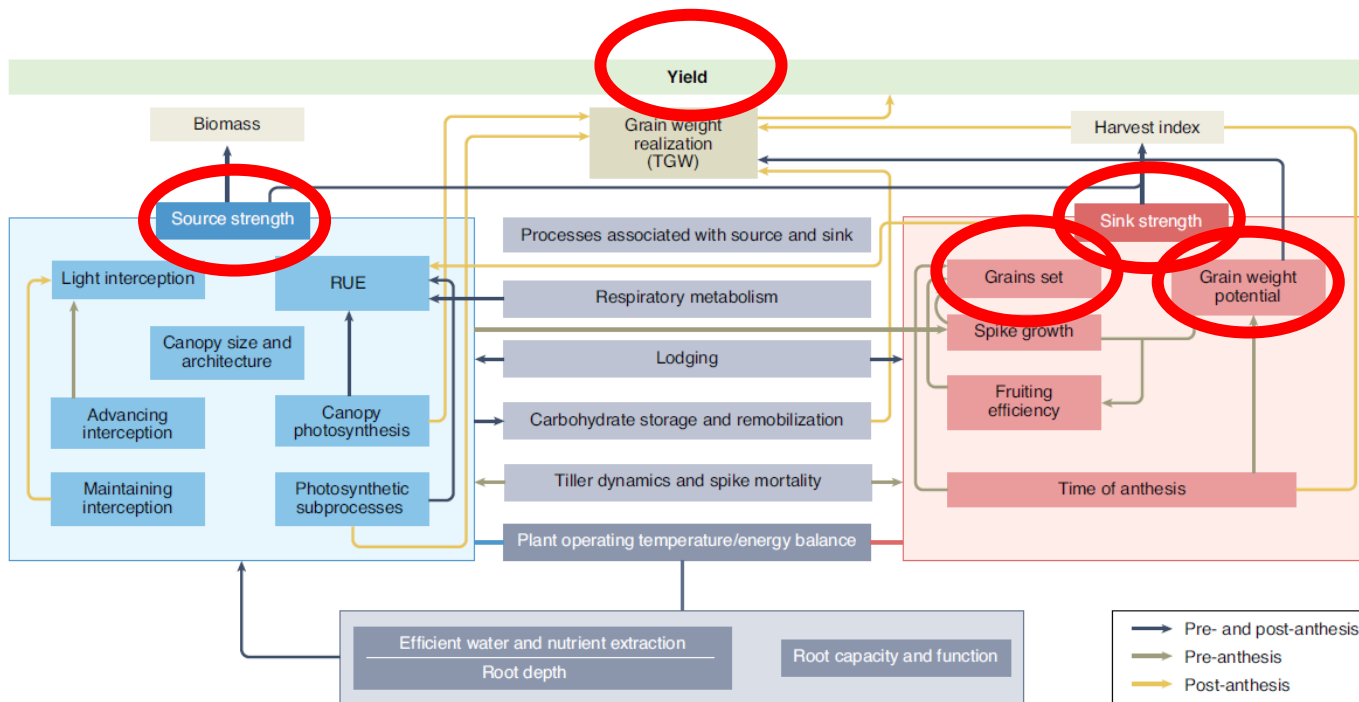 Yield
Biomass
Grain weight
realization
(TGW)
Harvest index
Source strength
Sink strength
Processes associated with source and sink
Light interception
RUE
Grains set
Grain weight
potential
Respiratory metabolism
Spike growth
Canopy size and
architecture
Lodging
Fruiting
efficiency
Advancing
interception
Canopy
photosynthesis
Carbohydrate storage and remobilization
Maintaining
interception
Photosynthetic
subprocesses
Tiller dynamics and spike mortality
Time of anthesis
Plant operating temperature/energy balance
Efficient water and nutrient extraction
Root depth
Root capacity and function
Pre- and post-anthesis
Pre-anthesis
Post-anthesis